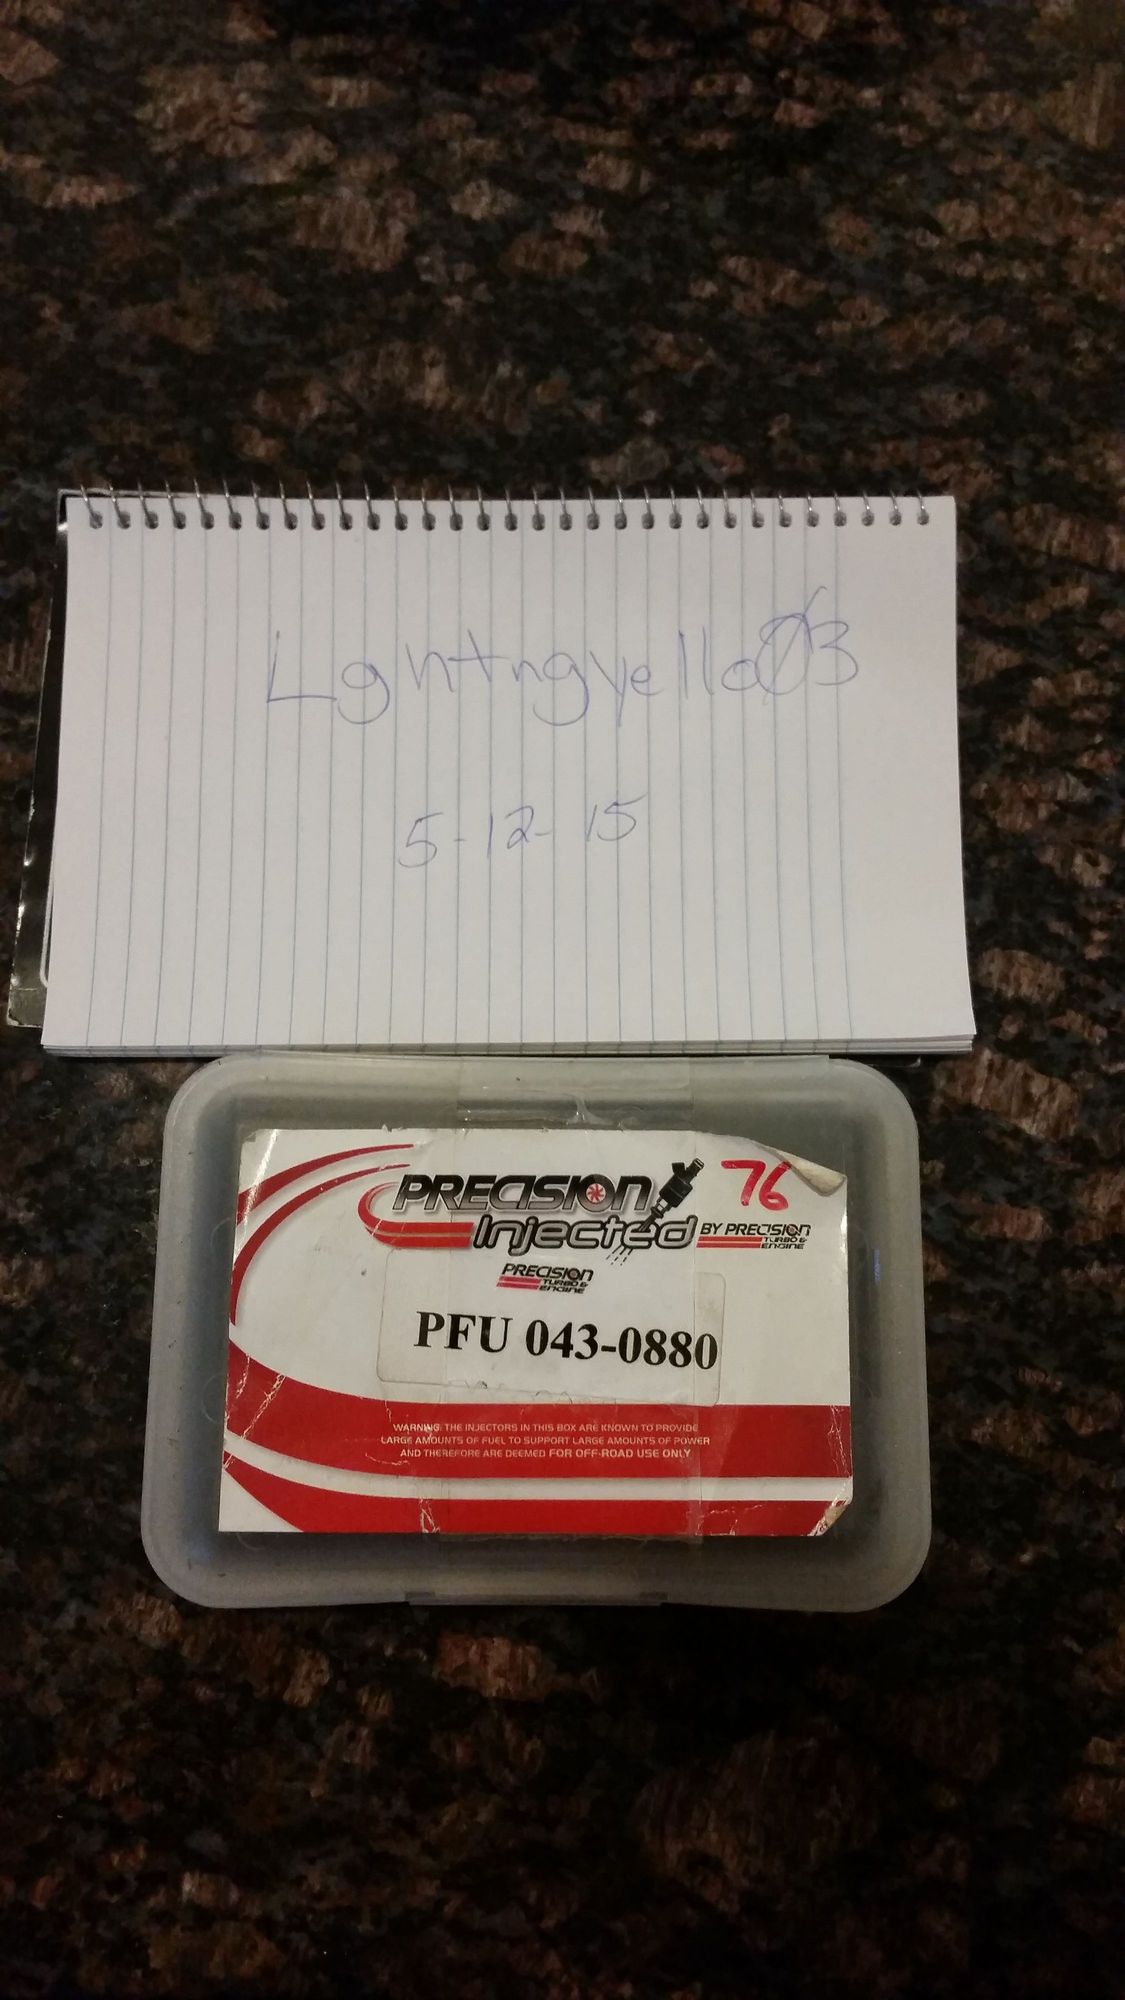 Lghtngyello03
5-12-15
PRECISION
Injected
76
BY PRECISION
TURBO &
ENGINE
PRECISION
TURBO &
ENGINE
PFU 043-0880
WARNING: THE INJECTORS IN THIS BOX ARE KNOWN TO PROVIDE
LARGE AMOUNTS OF FUEL TO SUPPORT LARGE AMOUNTS OF POWER
AND THEREFORE ARE DEEMED FOR OFF-ROAD USE ONLY